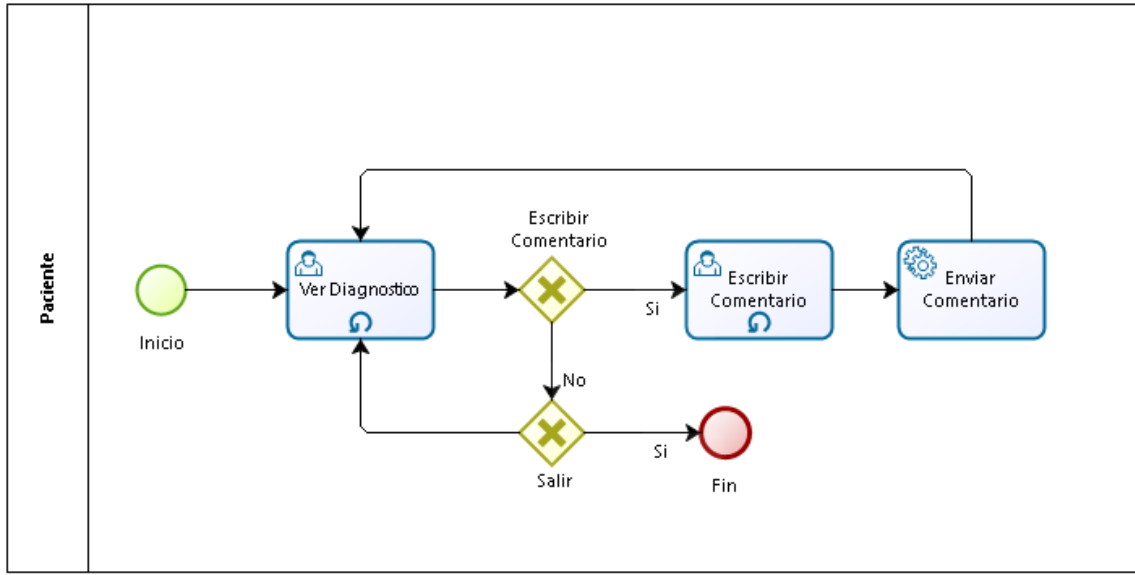 Paciente
Inicio
Ver Diagnostico
Escribir
Comentario
Si
Escribir
Comentario
Enviar
Comentario
No
Salir
Si
Fin